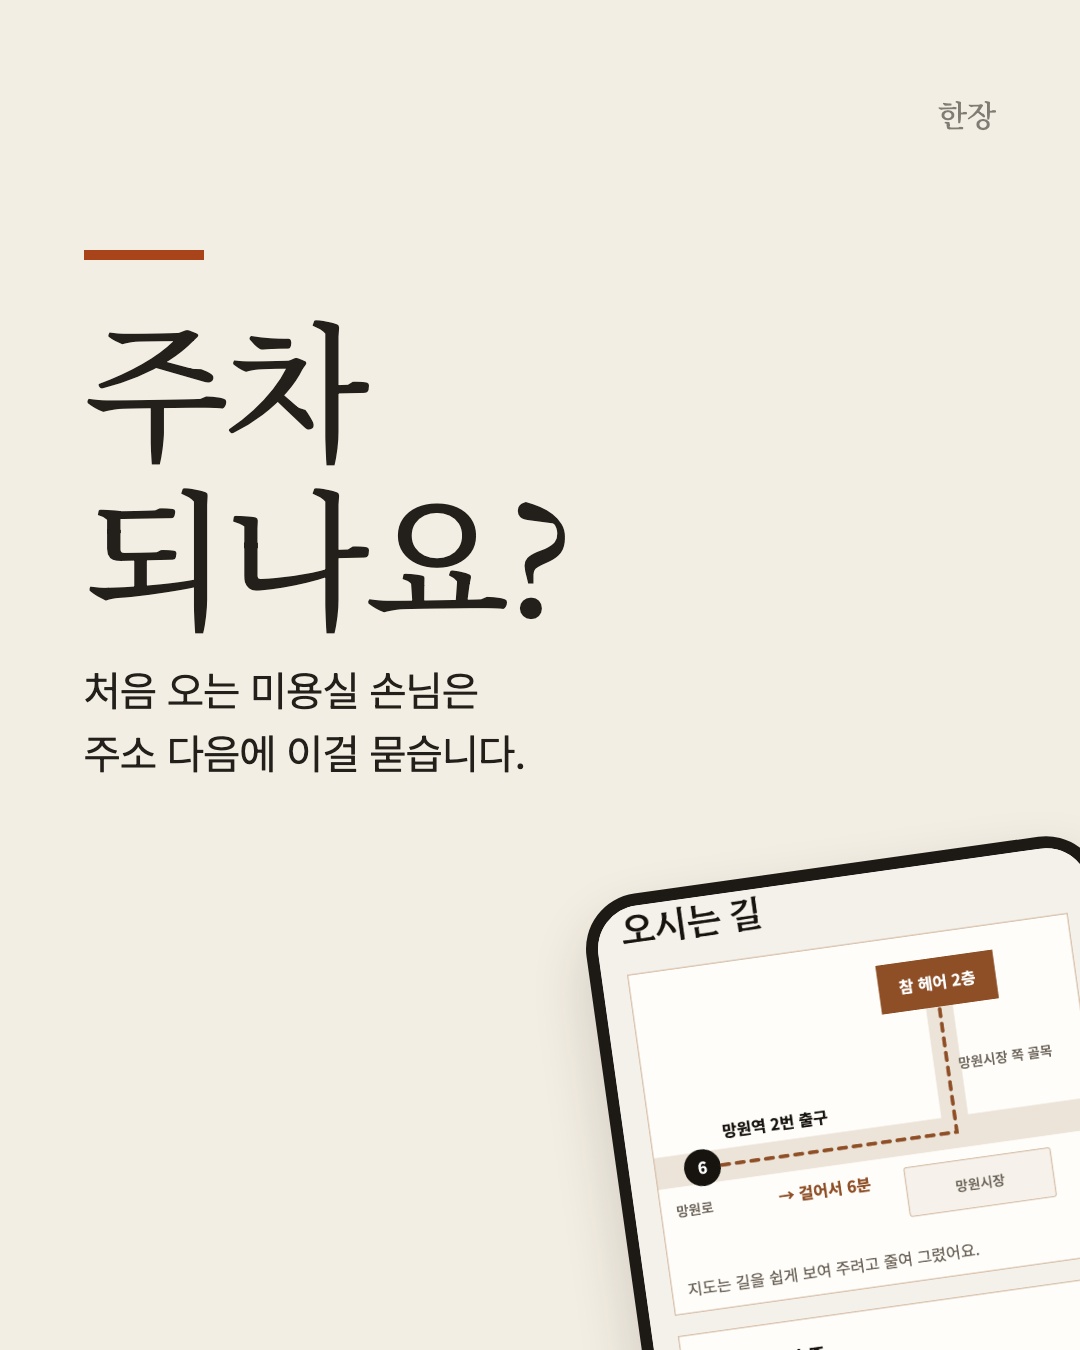 한장
주차
되나요?
처음 오는 미용실 손님은
주소 다음에 이걸 묻습니다.
오시는 길
참 헤어 2층
망원시장 쪽 골목
망원역 2번 출구
6
→ 걸어서 6분
망원시장
망원로
지도는 길을 쉽게 보여 주려고 줄여 그렸어요.